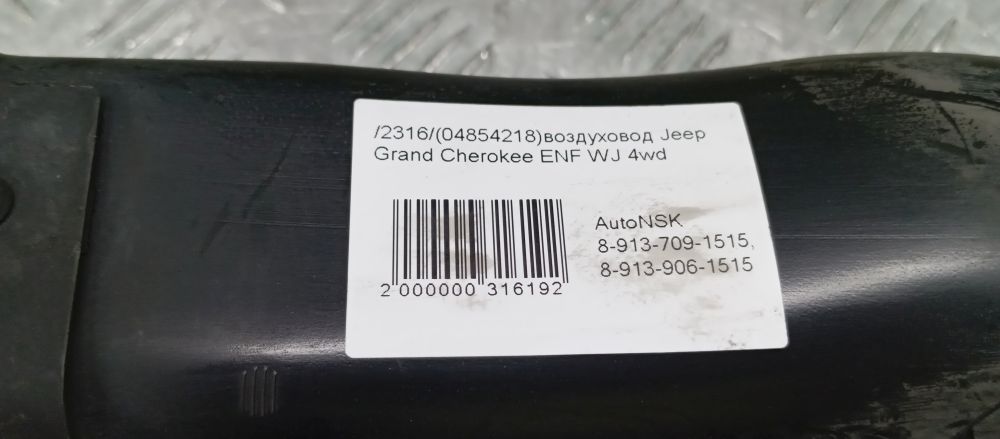 /2316/(04854218)воздуховод Jeep
Grand Cherokee ENF WJ 4wd
AutoNSK
8-913-709-1515,
8-913-906-1515
2 000000 316192